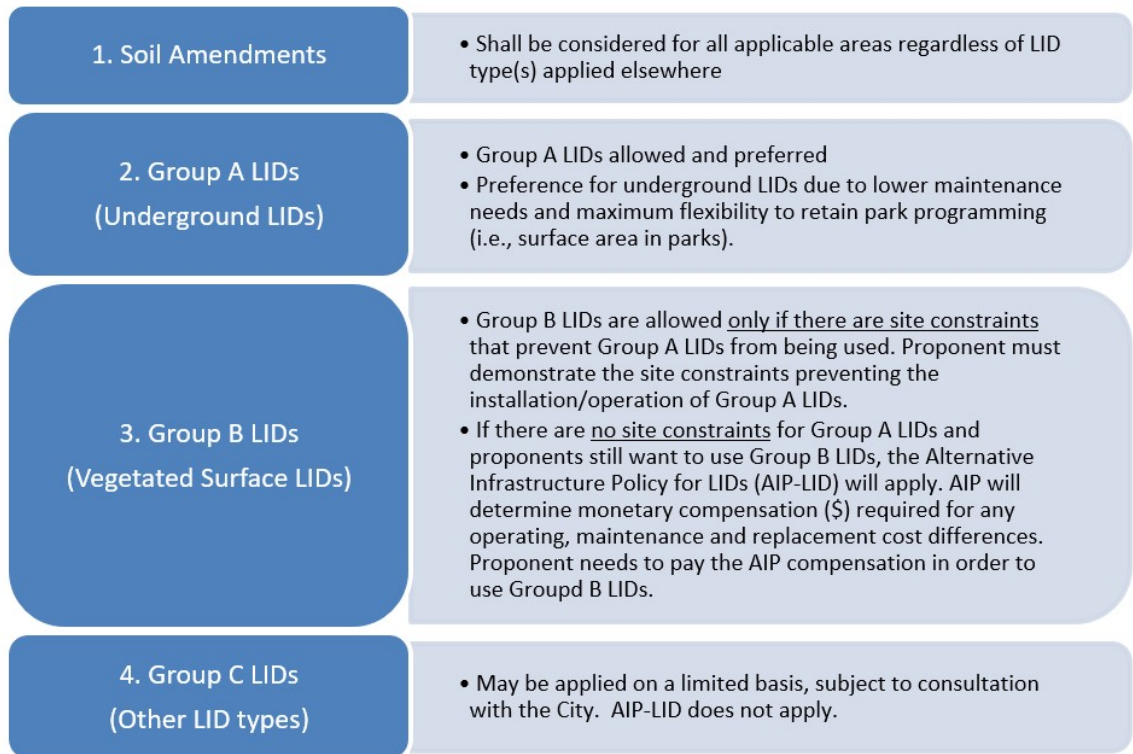 1. Soil Amendments
• Shall be considered for all applicable areas regardless of LID
type(s) applied elsewhere
2. Group A LIDs
(Underground LIDs)
• Group A LIDs allowed and preferred
• Preference for underground LIDs due to lower maintenance
needs and maximum flexibility to retain park programming
(i.e., surface area in parks).
3. Group B LIDs
(Vegetated Surface LIDs)
• Group B LIDs are allowed only if there are site constraints
that prevent Group A LIDs from being used. Proponent must
demonstrate the site constraints preventing the
installation/operation of Group A LIDs.
• If there are no site constraints for Group A LIDs and
proponents still want to use Group B LIDs, the Alternative
Infrastructure Policy for LIDs (AIP-LID) will apply. AIP will
determine monetary compensation ($) required for any
operating, maintenance and replacement cost differences.
Proponent needs to pay the AIP compensation in order to
use Groupd B LIDs.
4. Group C LIDs
(Other LID types)
• May be applied on a limited basis, subject to consultation
with the City.  AIP-LID does not apply.